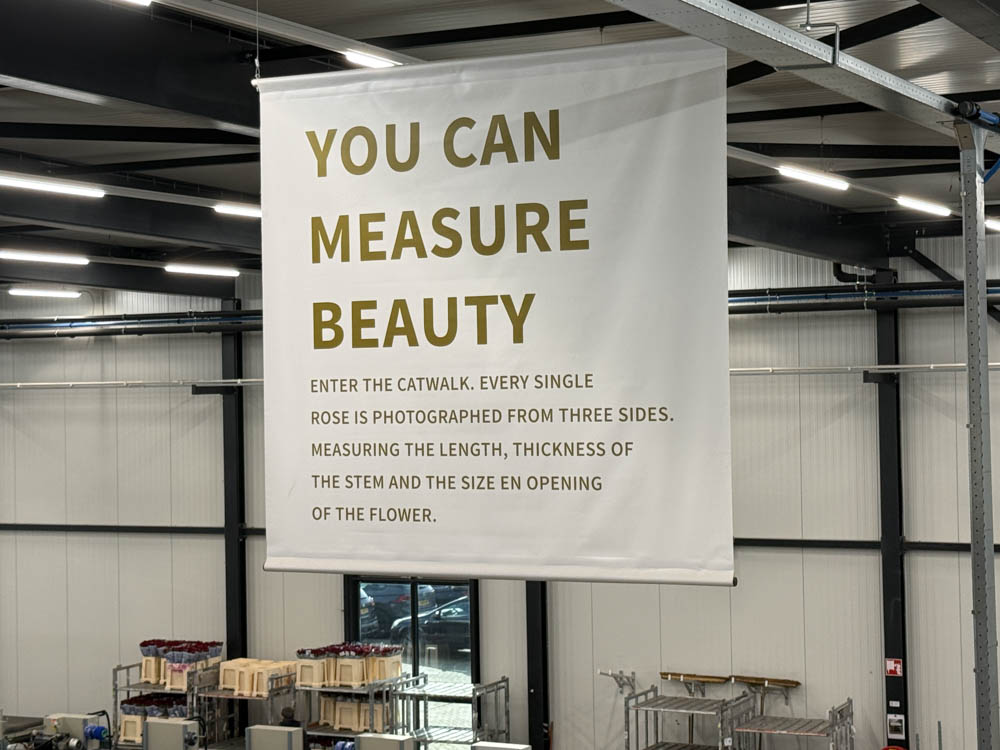 YOU CAN
MEASURE
BEAUTY
ENTER THE CATWALK. EVERY SINGLE
ROSE IS PHOTOGRAPHED FROM THREE SIDES.
MEASURING THE LENGTH, THICKNESS OF
THE STEM AND THE SIZE EN OPENING
OF THE FLOWER.